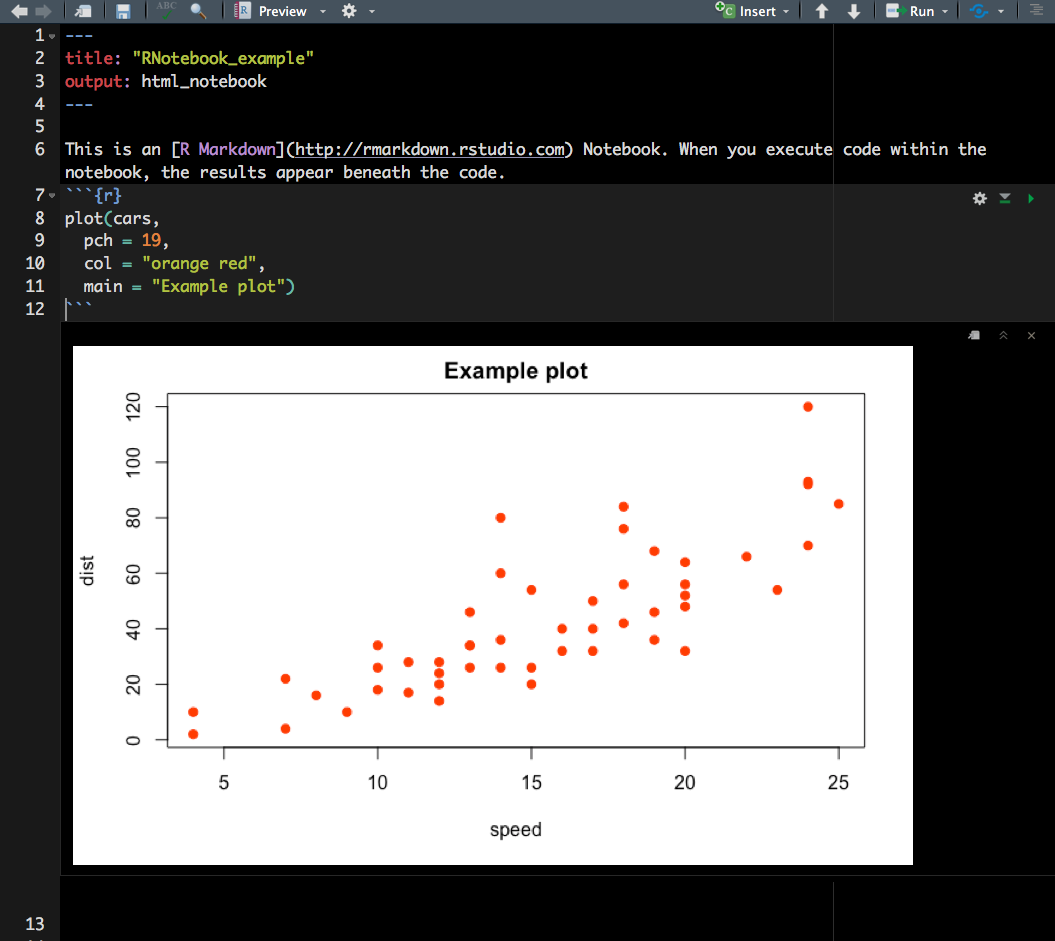 ABC R Preview C Insert Run
1 ---
2 title: "RNotebook_example"
3 output: html_notebook
4 ---
5
6 This is an [R Markdown](http://rmarkdown.rstudio.com) Notebook. When you execute code within the
notebook, the results appear beneath the code.
7 ```{r}
8 plot(cars,
9 pch = 19,
10 col = "orange red",
11 main = "Example plot")
12 ```
Example plot
120
100
80
60
40
20
0
dist
5 10 15 20 25
speed
13